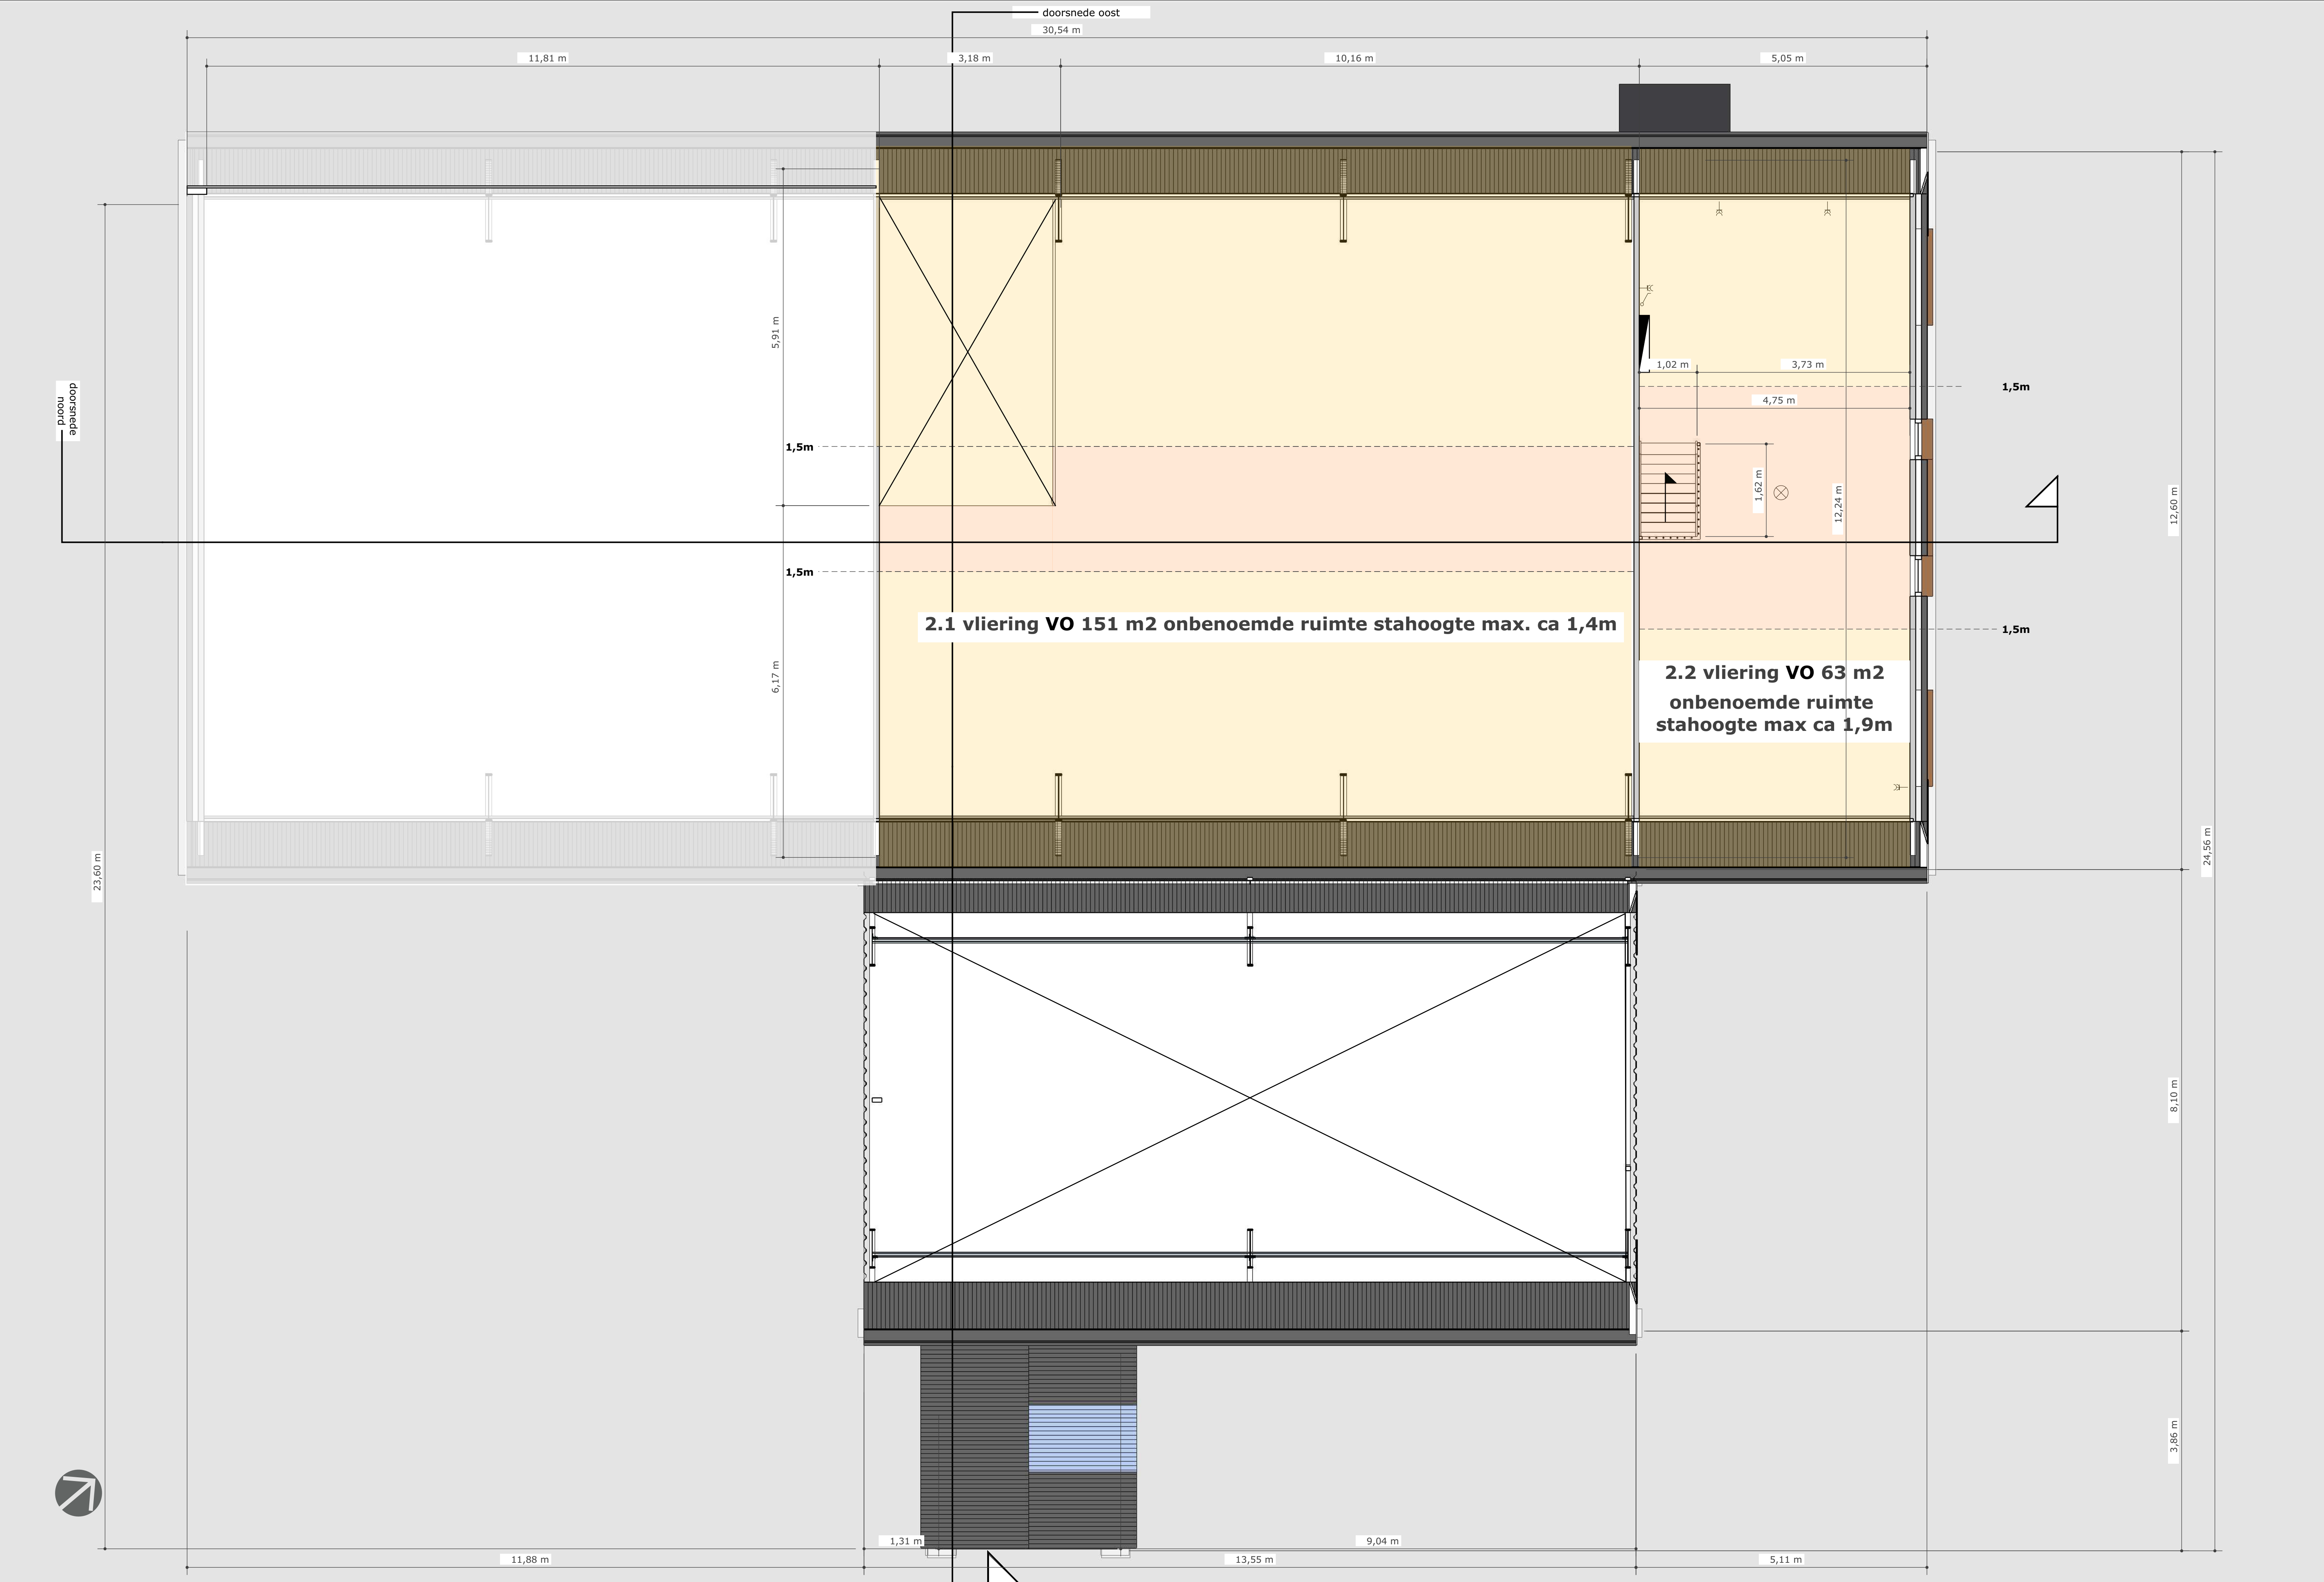 doorsnede oost
30,54 m
11,81 m
3,18 m
10,16 m
5,05 m
5,91 m
doorsnede
noord
1,02 m
3,73 m
1,5m
4,75 m
1,5m
1,62 m
12,24 m
12,60 m
1,5m
2.1 vliering VO 151 m2 onbenoemde ruimte stahoogte max. ca 1,4m
1,5m
6,17 m
2.2 vliering VO 63 m2
onbenoemde ruimte
stahoogte max ca 1,9m
23,60 m
24,56 m
8,10 m
3,86 m
1,31 m
9,04 m
11,88 m
13,55 m
5,11 m